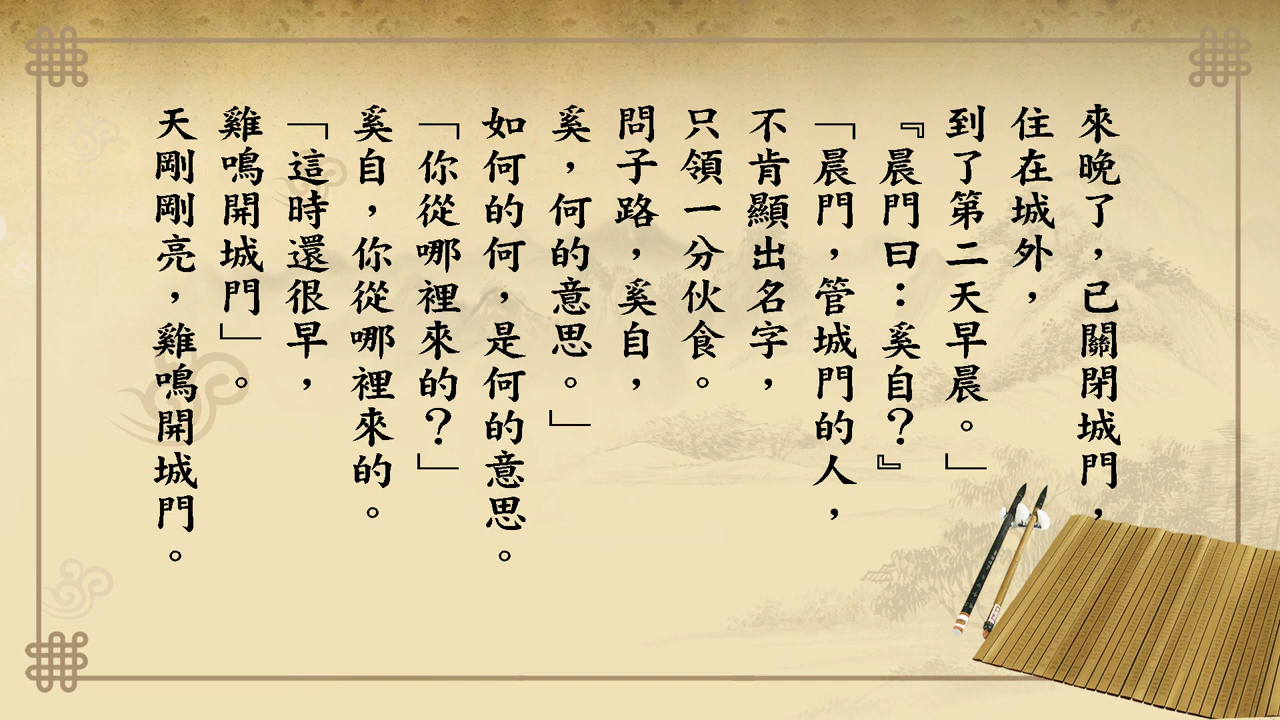 來晚了，已關閉城門，
住在城外，
到了第二天早晨。」
『晨門曰：奚自？』
「晨門，管城門的人，
不肯顯出名字，
只領一分伙食。
問子路，奚自，
奚，何的意思。」
如何的何，是何的意思。
「你從哪裡來的？」
奚自，你從哪裡來的。
「這時還很早，
雞鳴開城門」。
天剛剛亮，雞鳴開城門。